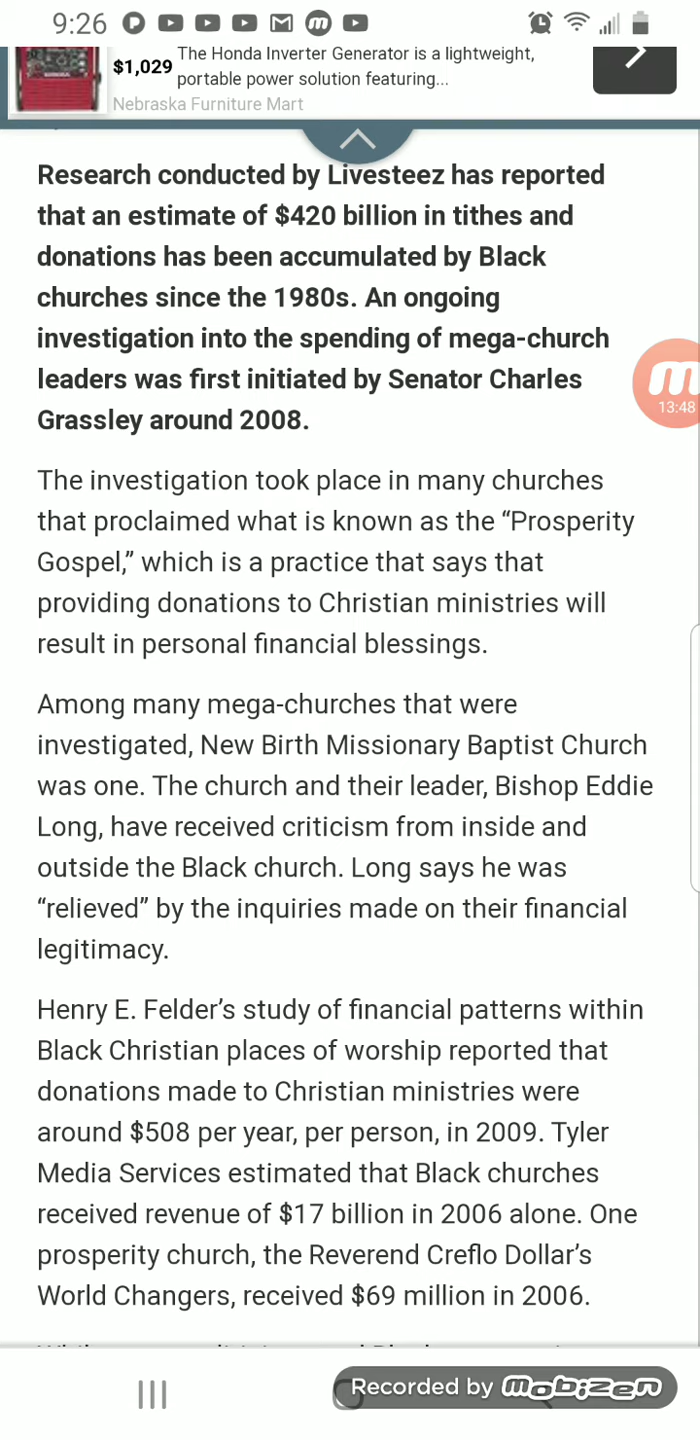 9:26
$1,029 The Honda Inverter Generator is a lightweight,
portable power solution featuring...
Nebraska Furniture Mart
Research conducted by Livesteez has reported
that an estimate of $420 billion in tithes and
donations has been accumulated by Black
churches since the 1980s. An ongoing
investigation into the spending of mega-church
leaders was first initiated by Senator Charles
Grassley around 2008.
13:48
The investigation took place in many churches
that proclaimed what is known as the “Prosperity
Gospel,” which is a practice that says that
providing donations to Christian ministries will
result in personal financial blessings.
Among many mega-churches that were
investigated, New Birth Missionary Baptist Church
was one. The church and their leader, Bishop Eddie
Long, have received criticism from inside and
outside the Black church. Long says he was
“relieved” by the inquiries made on their financial
legitimacy.
Henry E. Felder’s study of financial patterns within
Black Christian places of worship reported that
donations made to Christian ministries were
around $508 per year, per person, in 2009. Tyler
Media Services estimated that Black churches
received revenue of $17 billion in 2006 alone. One
prosperity church, the Reverend Creflo Dollar’s
World Changers, received $69 million in 2006.
Recorded by mobizen